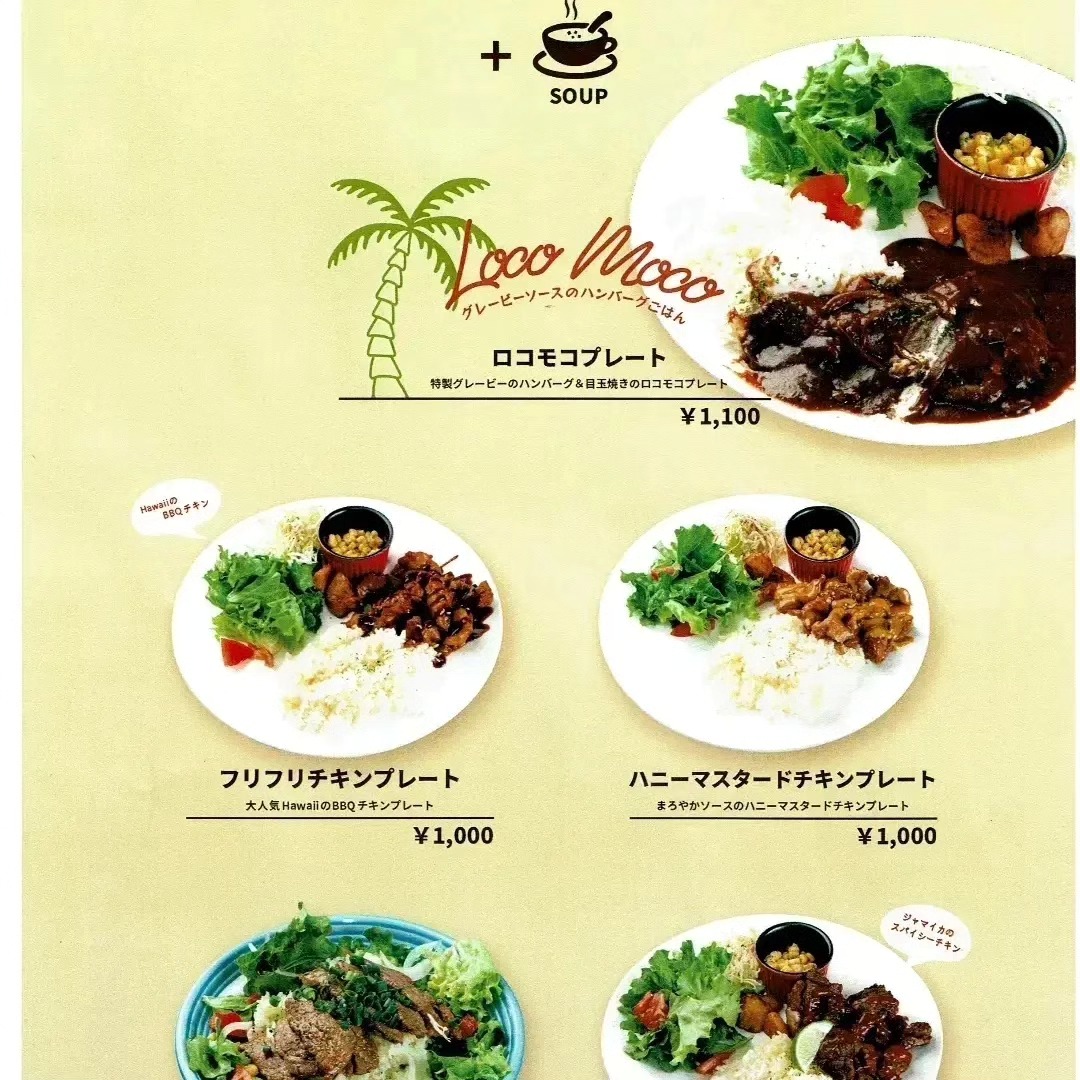 +
SOUP
Loco Moco
グレービーソースのハンバーグごはん
ロコモコプレート
特製グレービーのハンバーグ＆目玉焼きのロコモコプレート
￥1,100
Hawaiiの
BBQチキン
フリフリチキンプレート
大人気HawaiiのBBQチキンプレート
￥1,000
ハニーマスタードチキンプレート
まろやかソースのハニーマスタードチキンプレート
￥1,000
ジャマイカの
スパイシーチキン